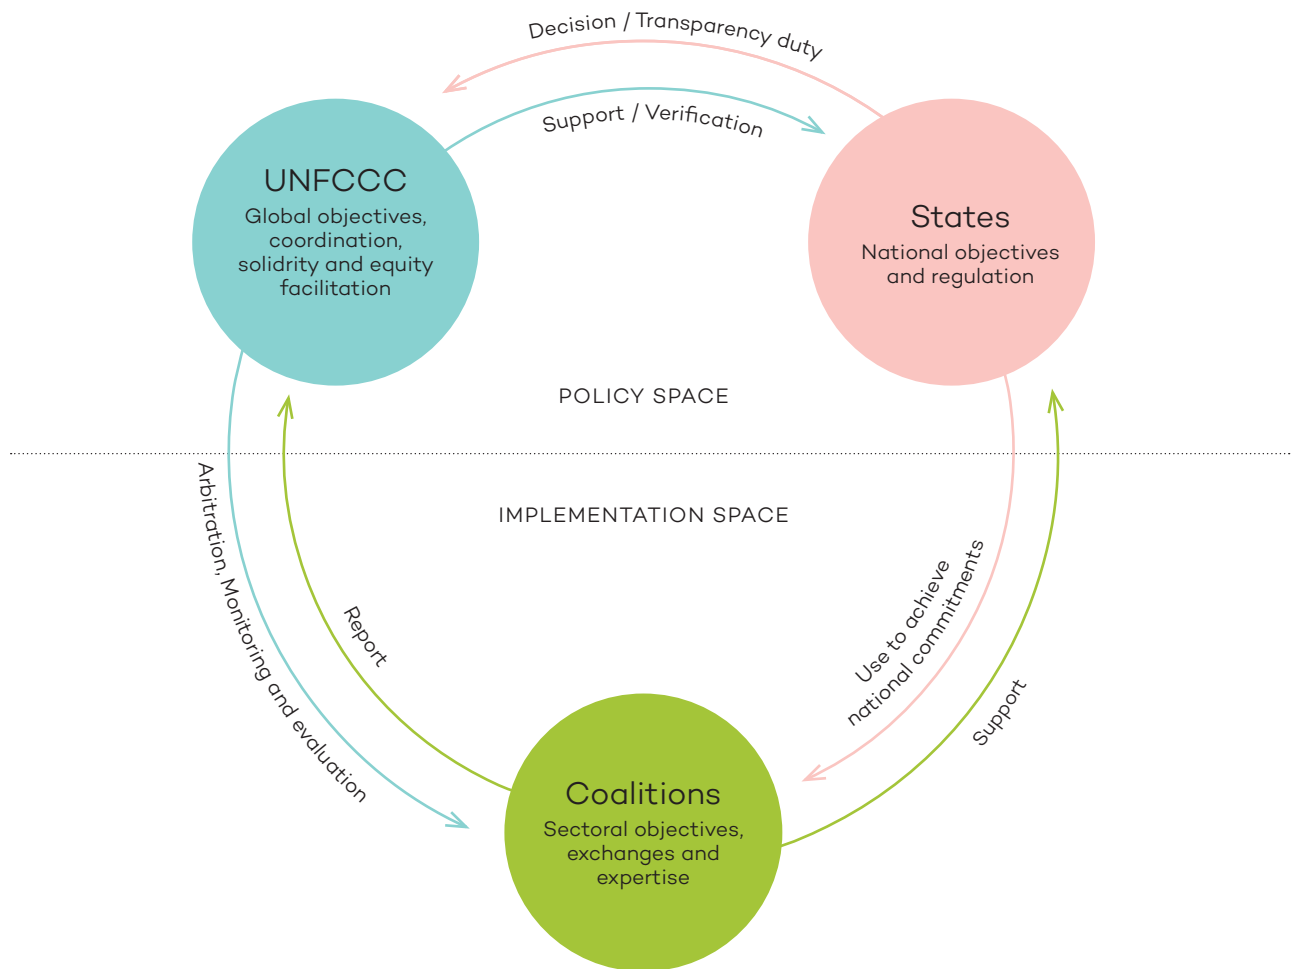 Decision / Transparency duty
Support / Verification
UNFCCC
Global objectives,
coordination,
solidrity and equity
facilitation
States
National objectives
and regulation
POLICY SPACE
IMPLEMENTATION SPACE
Arbitration, Monitoring and evaluation
Report
Use to achieve
national commitments
Support
Coalitions
Sectoral objectives,
exchanges and
expertise